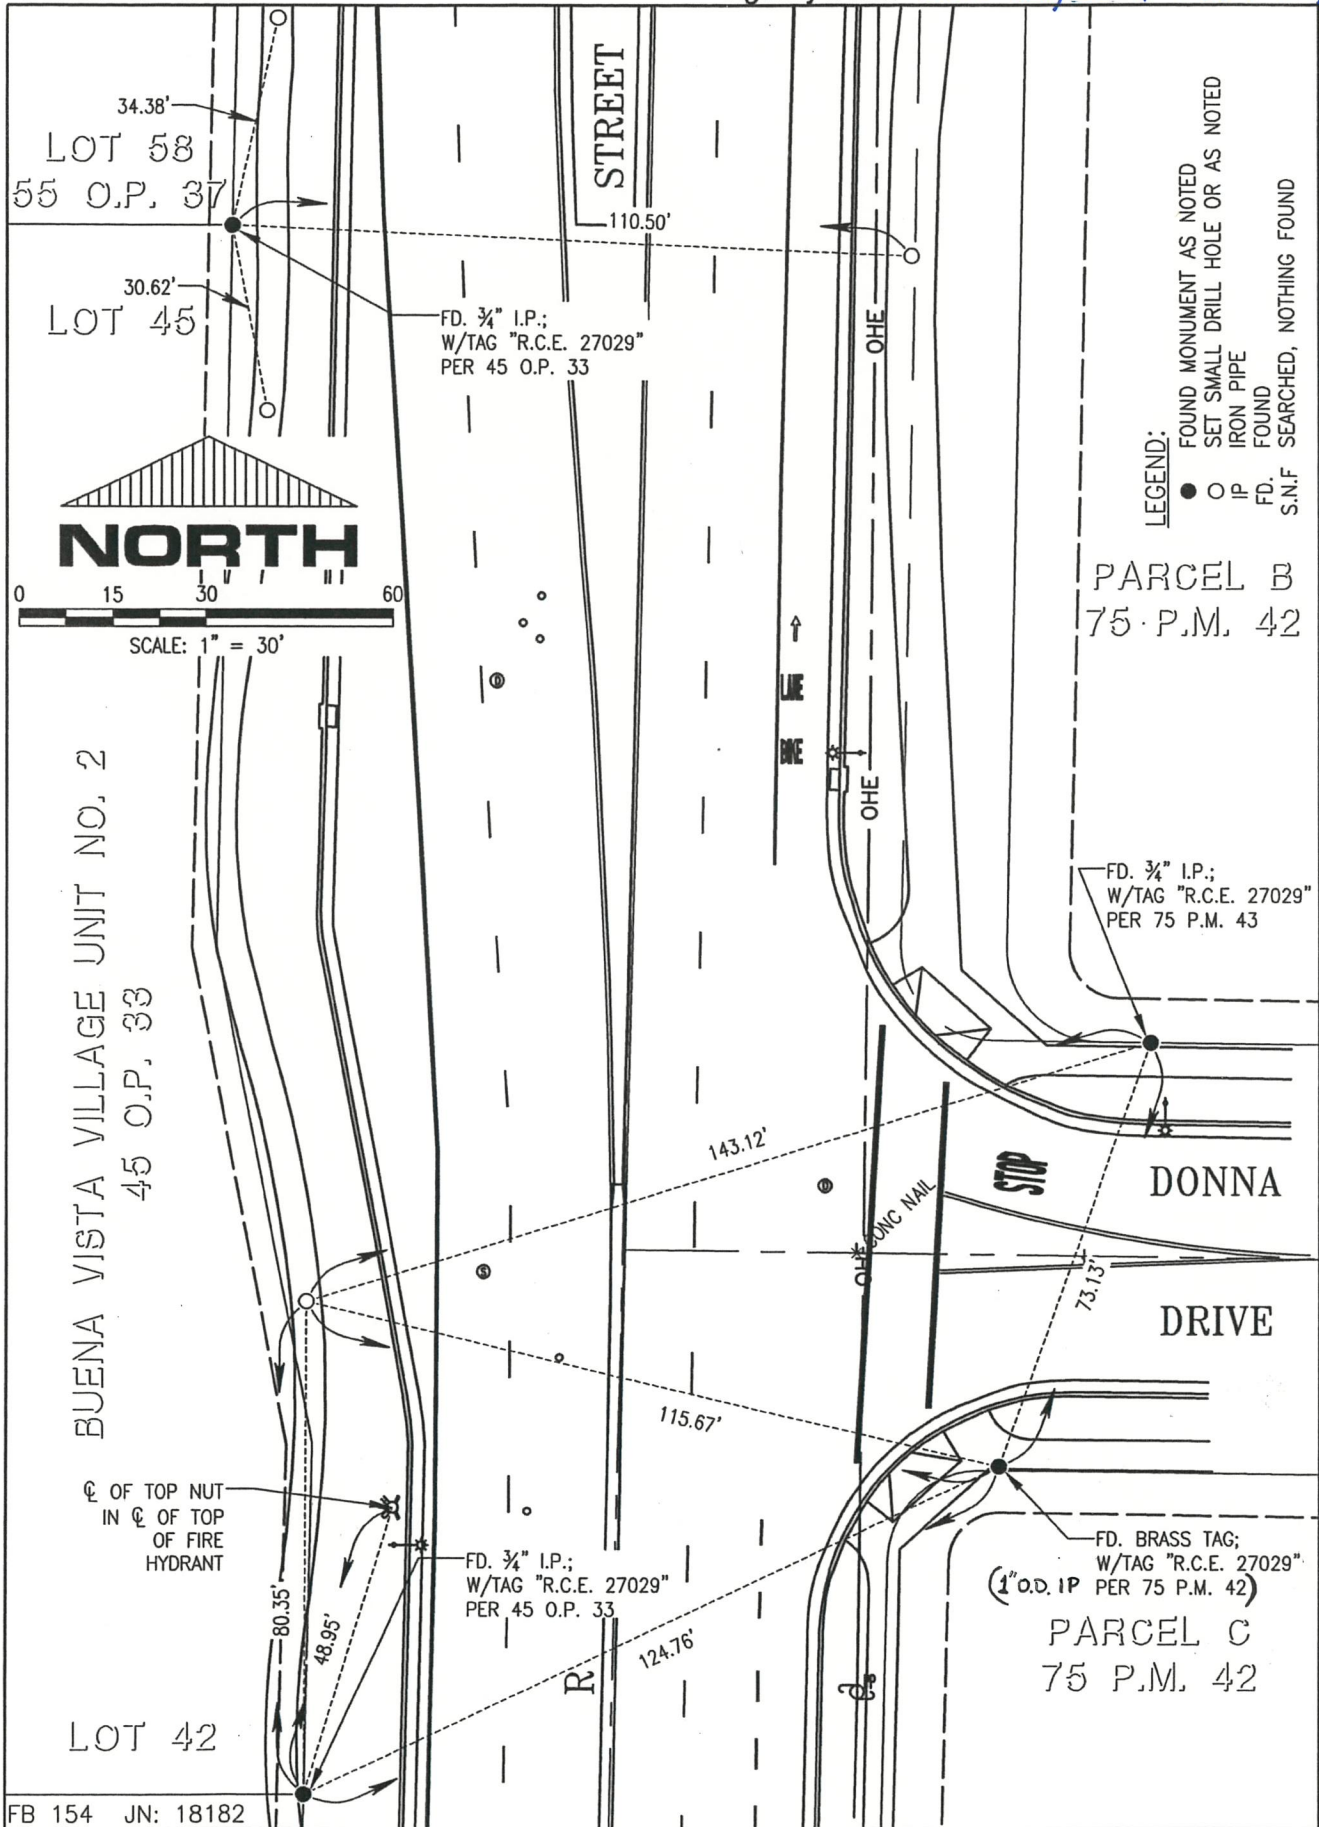 STREET
34.38'
LOT 58
55 O.P. 37
110.50'
30.62'
LOT 45
FD. ¾" I.P.;
W/TAG "R.C.E. 27029"
PER 45 O.P. 33
OHE
LEGEND:
● FOUND MONUMENT AS NOTED
○ SET SMALL DRILL HOLE OR AS NOTED
IP IRON PIPE
FD. FOUND
S.N.F SEARCHED, NOTHING FOUND
NORTH
0 15 30 60
SCALE: 1" = 30'
PARCEL B
75 P.M. 42
LANE
BIKE
OHE
BUENA VISTA VILLAGE UNIT NO. 2
45 O.P. 33
FD. ¾" I.P.;
W/TAG "R.C.E. 27029"
PER 75 P.M. 43
143.12'
STOP
DONNA
D
D
CONC NAIL
S
73.13'
DRIVE
115.67'
℄ OF TOP NUT
IN ℄ OF TOP
OF FIRE
HYDRANT
FD. ¾" I.P.;
W/TAG "R.C.E. 27029"
PER 45 O.P. 33
80.35'
48.95'
FD. BRASS TAG;
W/TAG "R.C.E. 27029"
(1" O.D. IP PER 75 P.M. 42)
PARCEL C
75 P.M. 42
124.76'
R
LOT 42
FB 154 JN: 18182